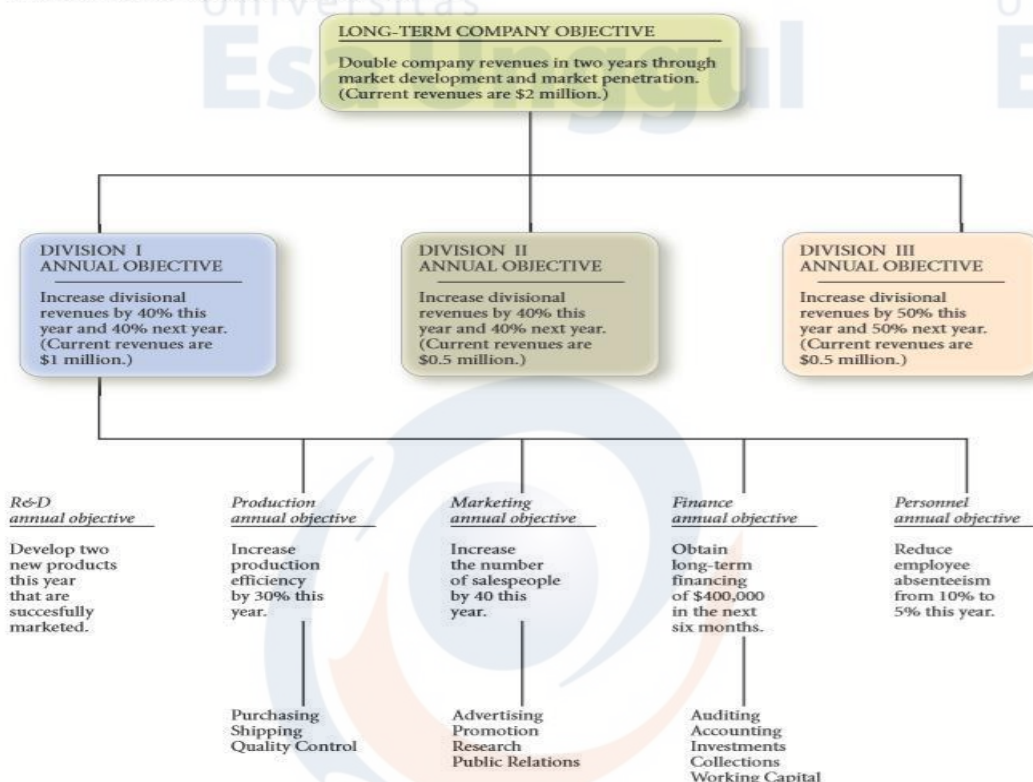 Universitas
Esa Unggul
LONG-TERM COMPANY OBJECTIVE
Double company revenues in two years through
market development and market penetration.
(Current revenues are $2 million.)
DIVISION I
ANNUAL OBJECTIVE
Increase divisional
revenues by 40% this
year and 40% next year.
(Current revenues are
$1 million.)
DIVISION II
ANNUAL OBJECTIVE
Increase divisional
revenues by 40% this
year and 40% next year.
(Current revenues are
$0.5 million.)
DIVISION III
ANNUAL OBJECTIVE
Increase divisional
revenues by 50% this
year and 50% next year.
(Current revenues are
$0.5 million.)
R&D
annual objective
Develop two
new products
this year
that are
succesfully
marketed.
Production
annual objective
Increase
production
efficiency
by 30% this
year.
Marketing
annual objective
Increase
the number
of salespeople
by 40 this
year.
Finance
annual objective
Obtain
long-term
financing
of $400,000
in the next
six months.
Personnel
annual objective
Reduce
employee
absenteeism
from 10% to
5% this year.
Purchasing
Shipping
Quality Control
Advertising
Promotion
Research
Public Relations
Auditing
Accounting
Investments
Collections
Working Capital